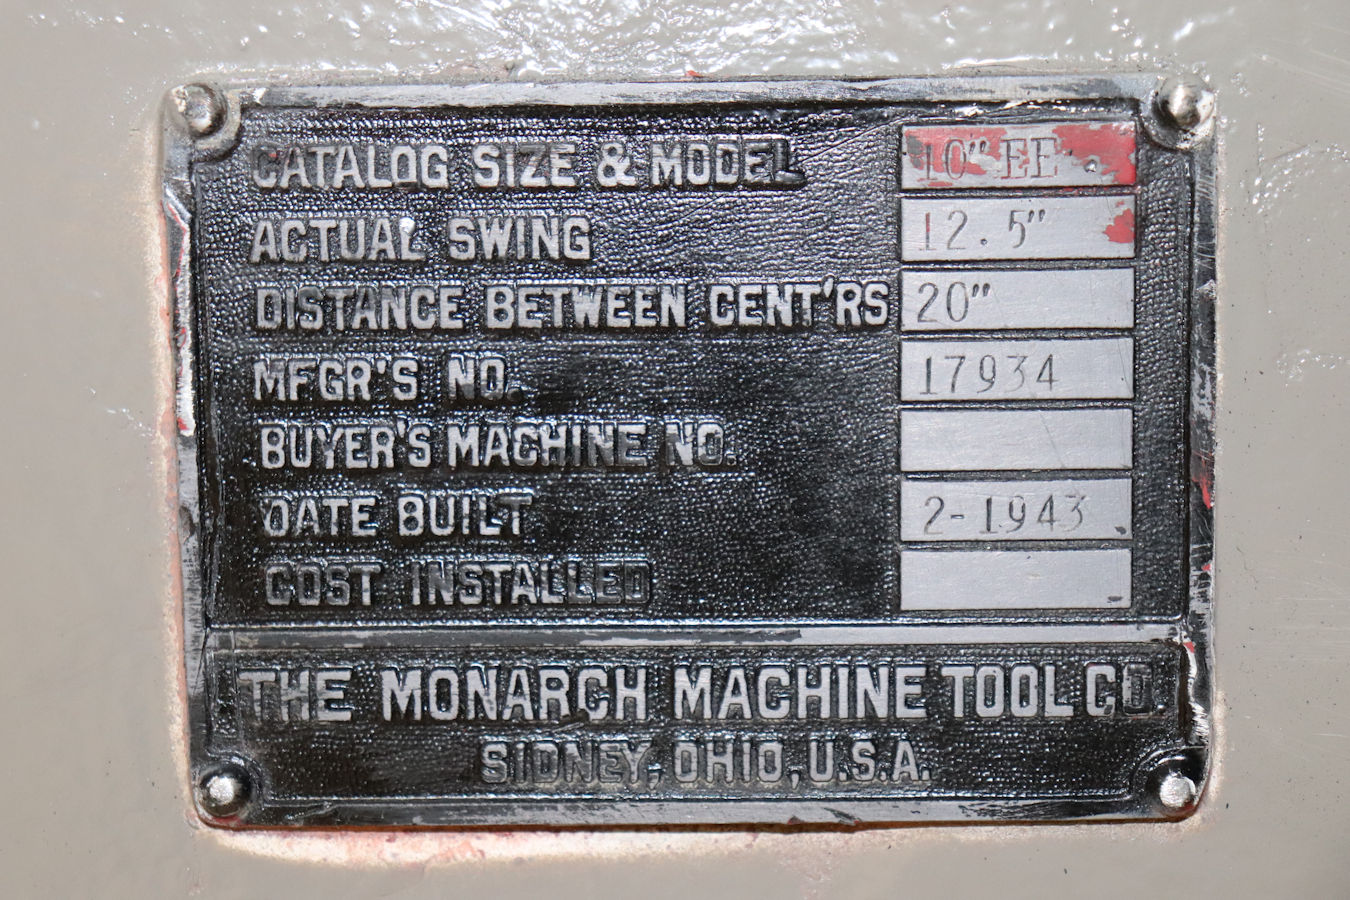 CATALOG SIZE & MODEL 10" EE
ACTUAL SWING 12.5"
DISTANCE BETWEEN CENT'RS 20"
MFGR'S NO. 17934
BUYER'S MACHINE NO.
DATE BUILT 2-1943
COST INSTALLED
THE MONARCH MACHINE TOOL CO.
SIDNEY, OHIO, U.S.A.